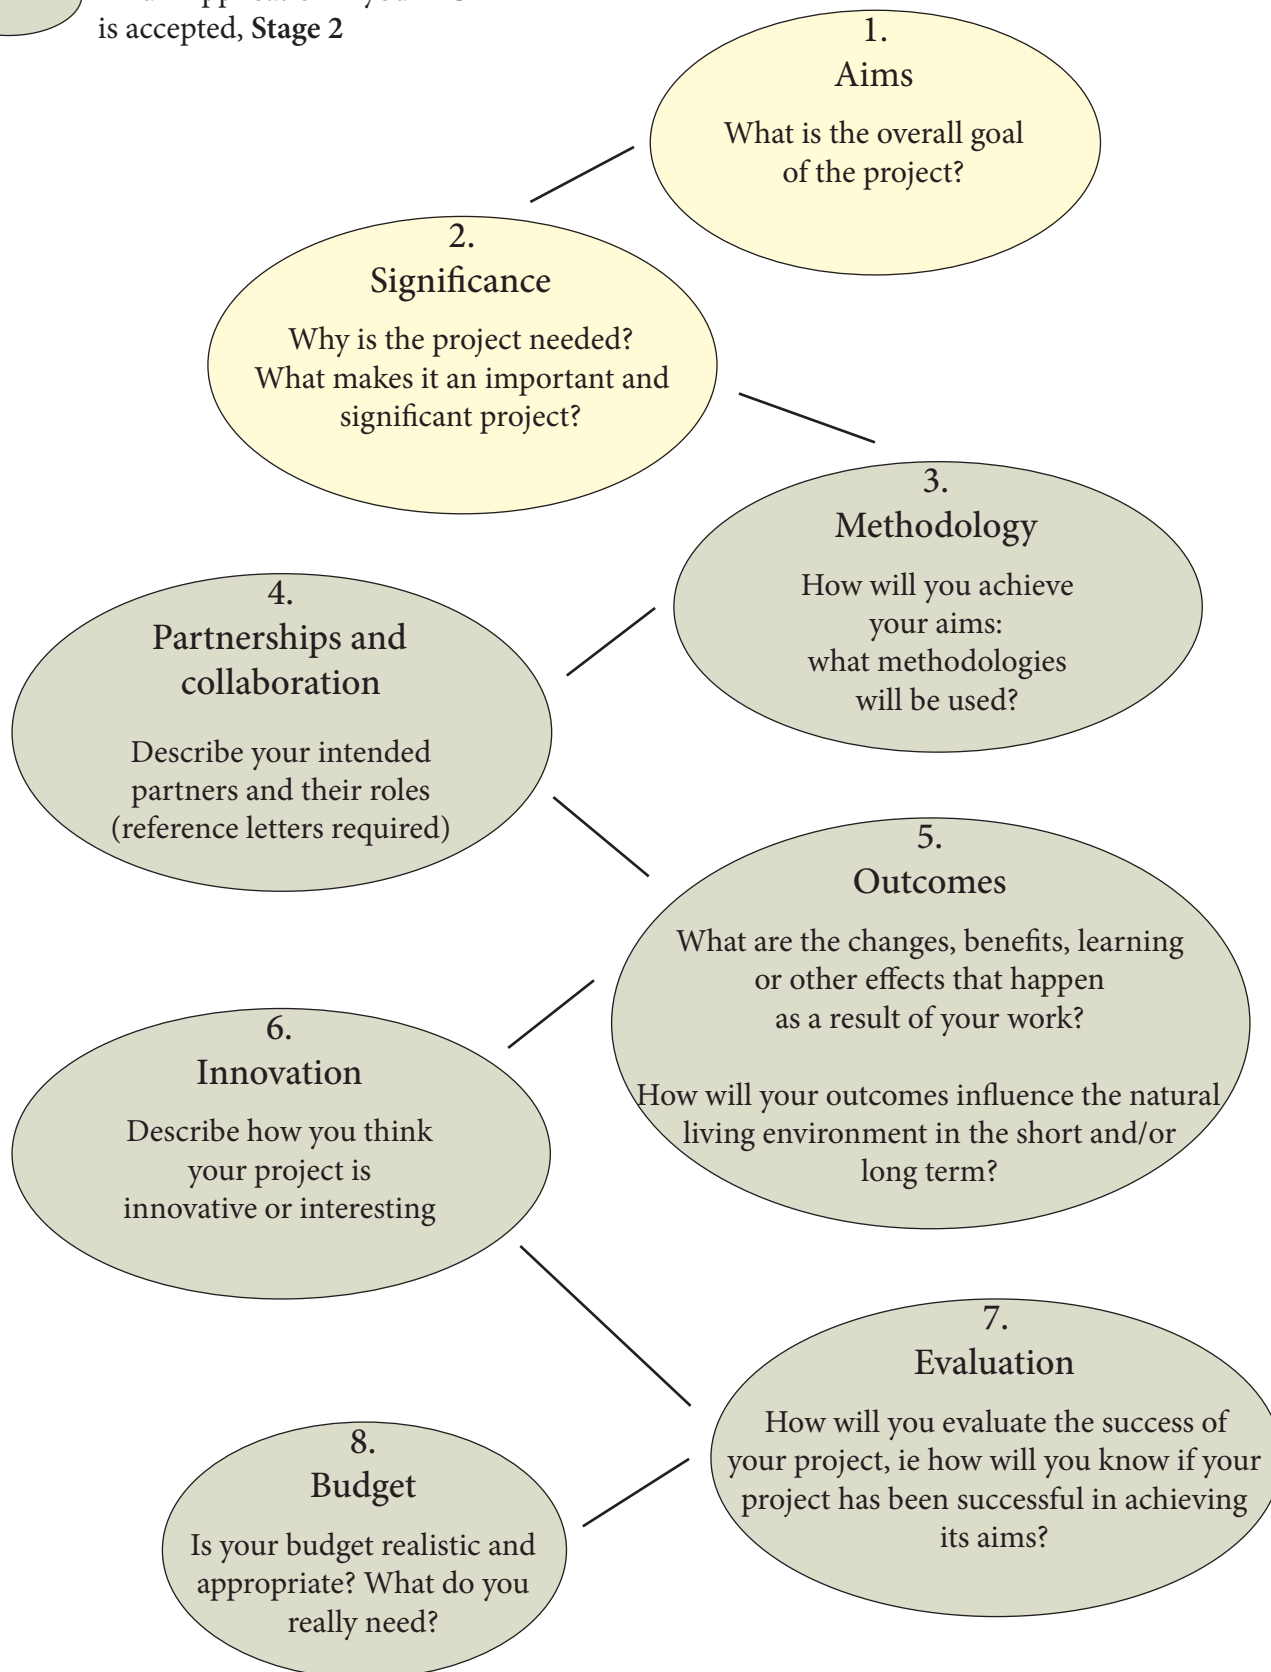 is accepted, Stage 2
1.
Aims
What is the overall goal
of the project?
2.
Significance
Why is the project needed?
What makes it an important and
significant project?
3.
Methodology
How will you achieve
your aims:
what methodologies
will be used?
4.
Partnerships and
collaboration
Describe your intended
partners and their roles
(reference letters required)
5.
Outcomes
What are the changes, benefits, learning
or other effects that happen
as a result of your work?
How will your outcomes influence the natural
living environment in the short and/or
long term?
6.
Innovation
Describe how you think
your project is
innovative or interesting
7.
Evaluation
How will you evaluate the success of
your project, ie how will you know if your
project has been successful in achieving
its aims?
8.
Budget
Is your budget realistic and
appropriate? What do you
really need?